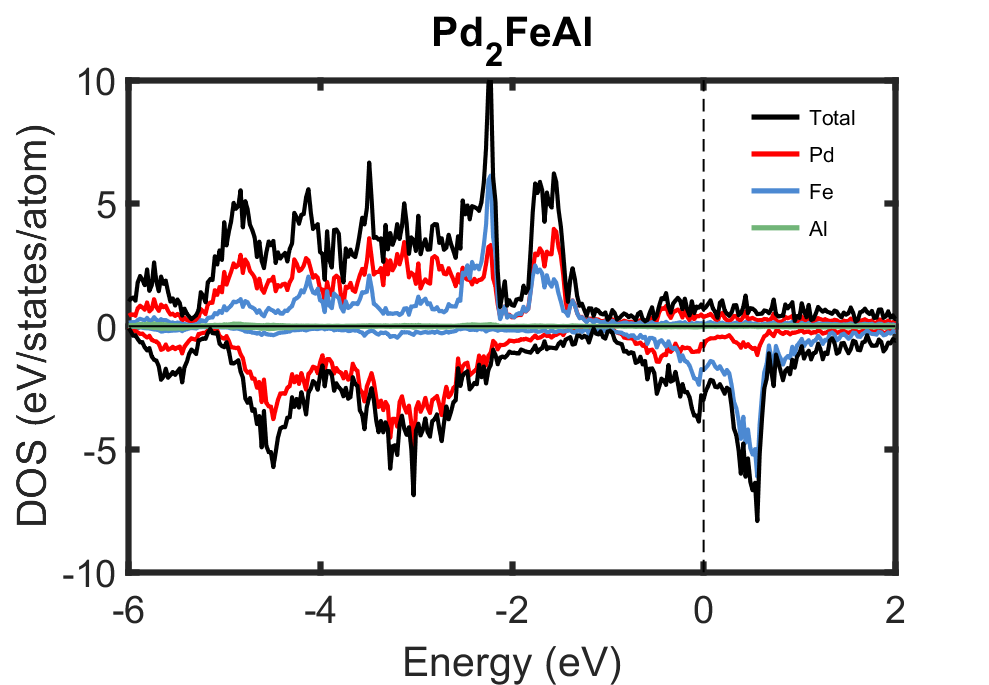 Pd₂FeAl
10
5
0
-5
-10
DOS (eV/states/atom)
Total
Pd
Fe
Al
-6 -4 -2 0 2
Energy (eV)